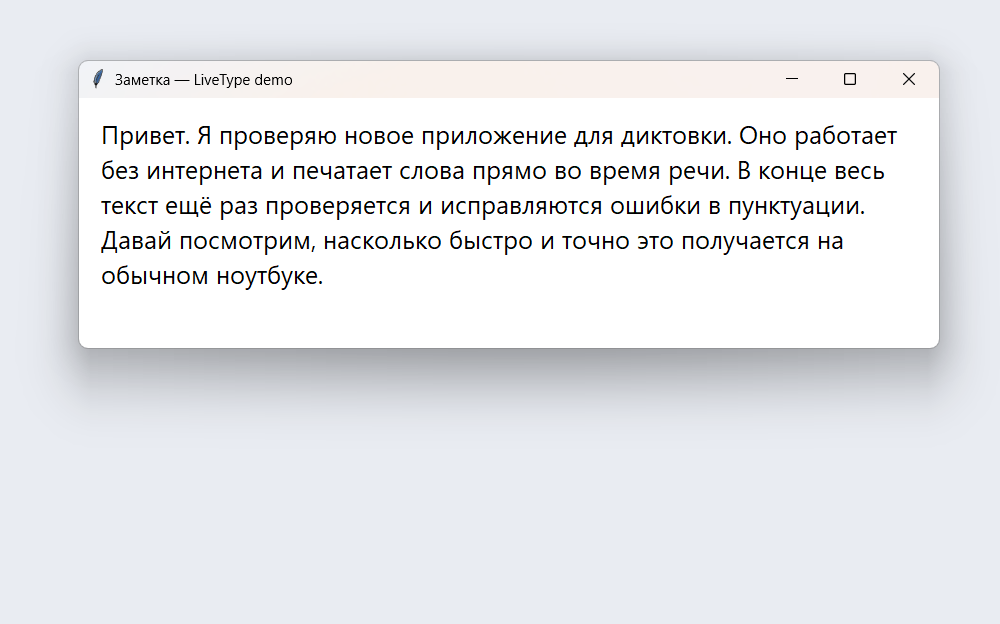 Заметка — LiveType demo
Привет. Я проверяю новое приложение для диктовки. Оно работает
без интернета и печатает слова прямо во время речи. В конце весь
текст ещё раз проверяется и исправляются ошибки в пунктуации.
Давай посмотрим, насколько быстро и точно это получается на
обычном ноутбуке.